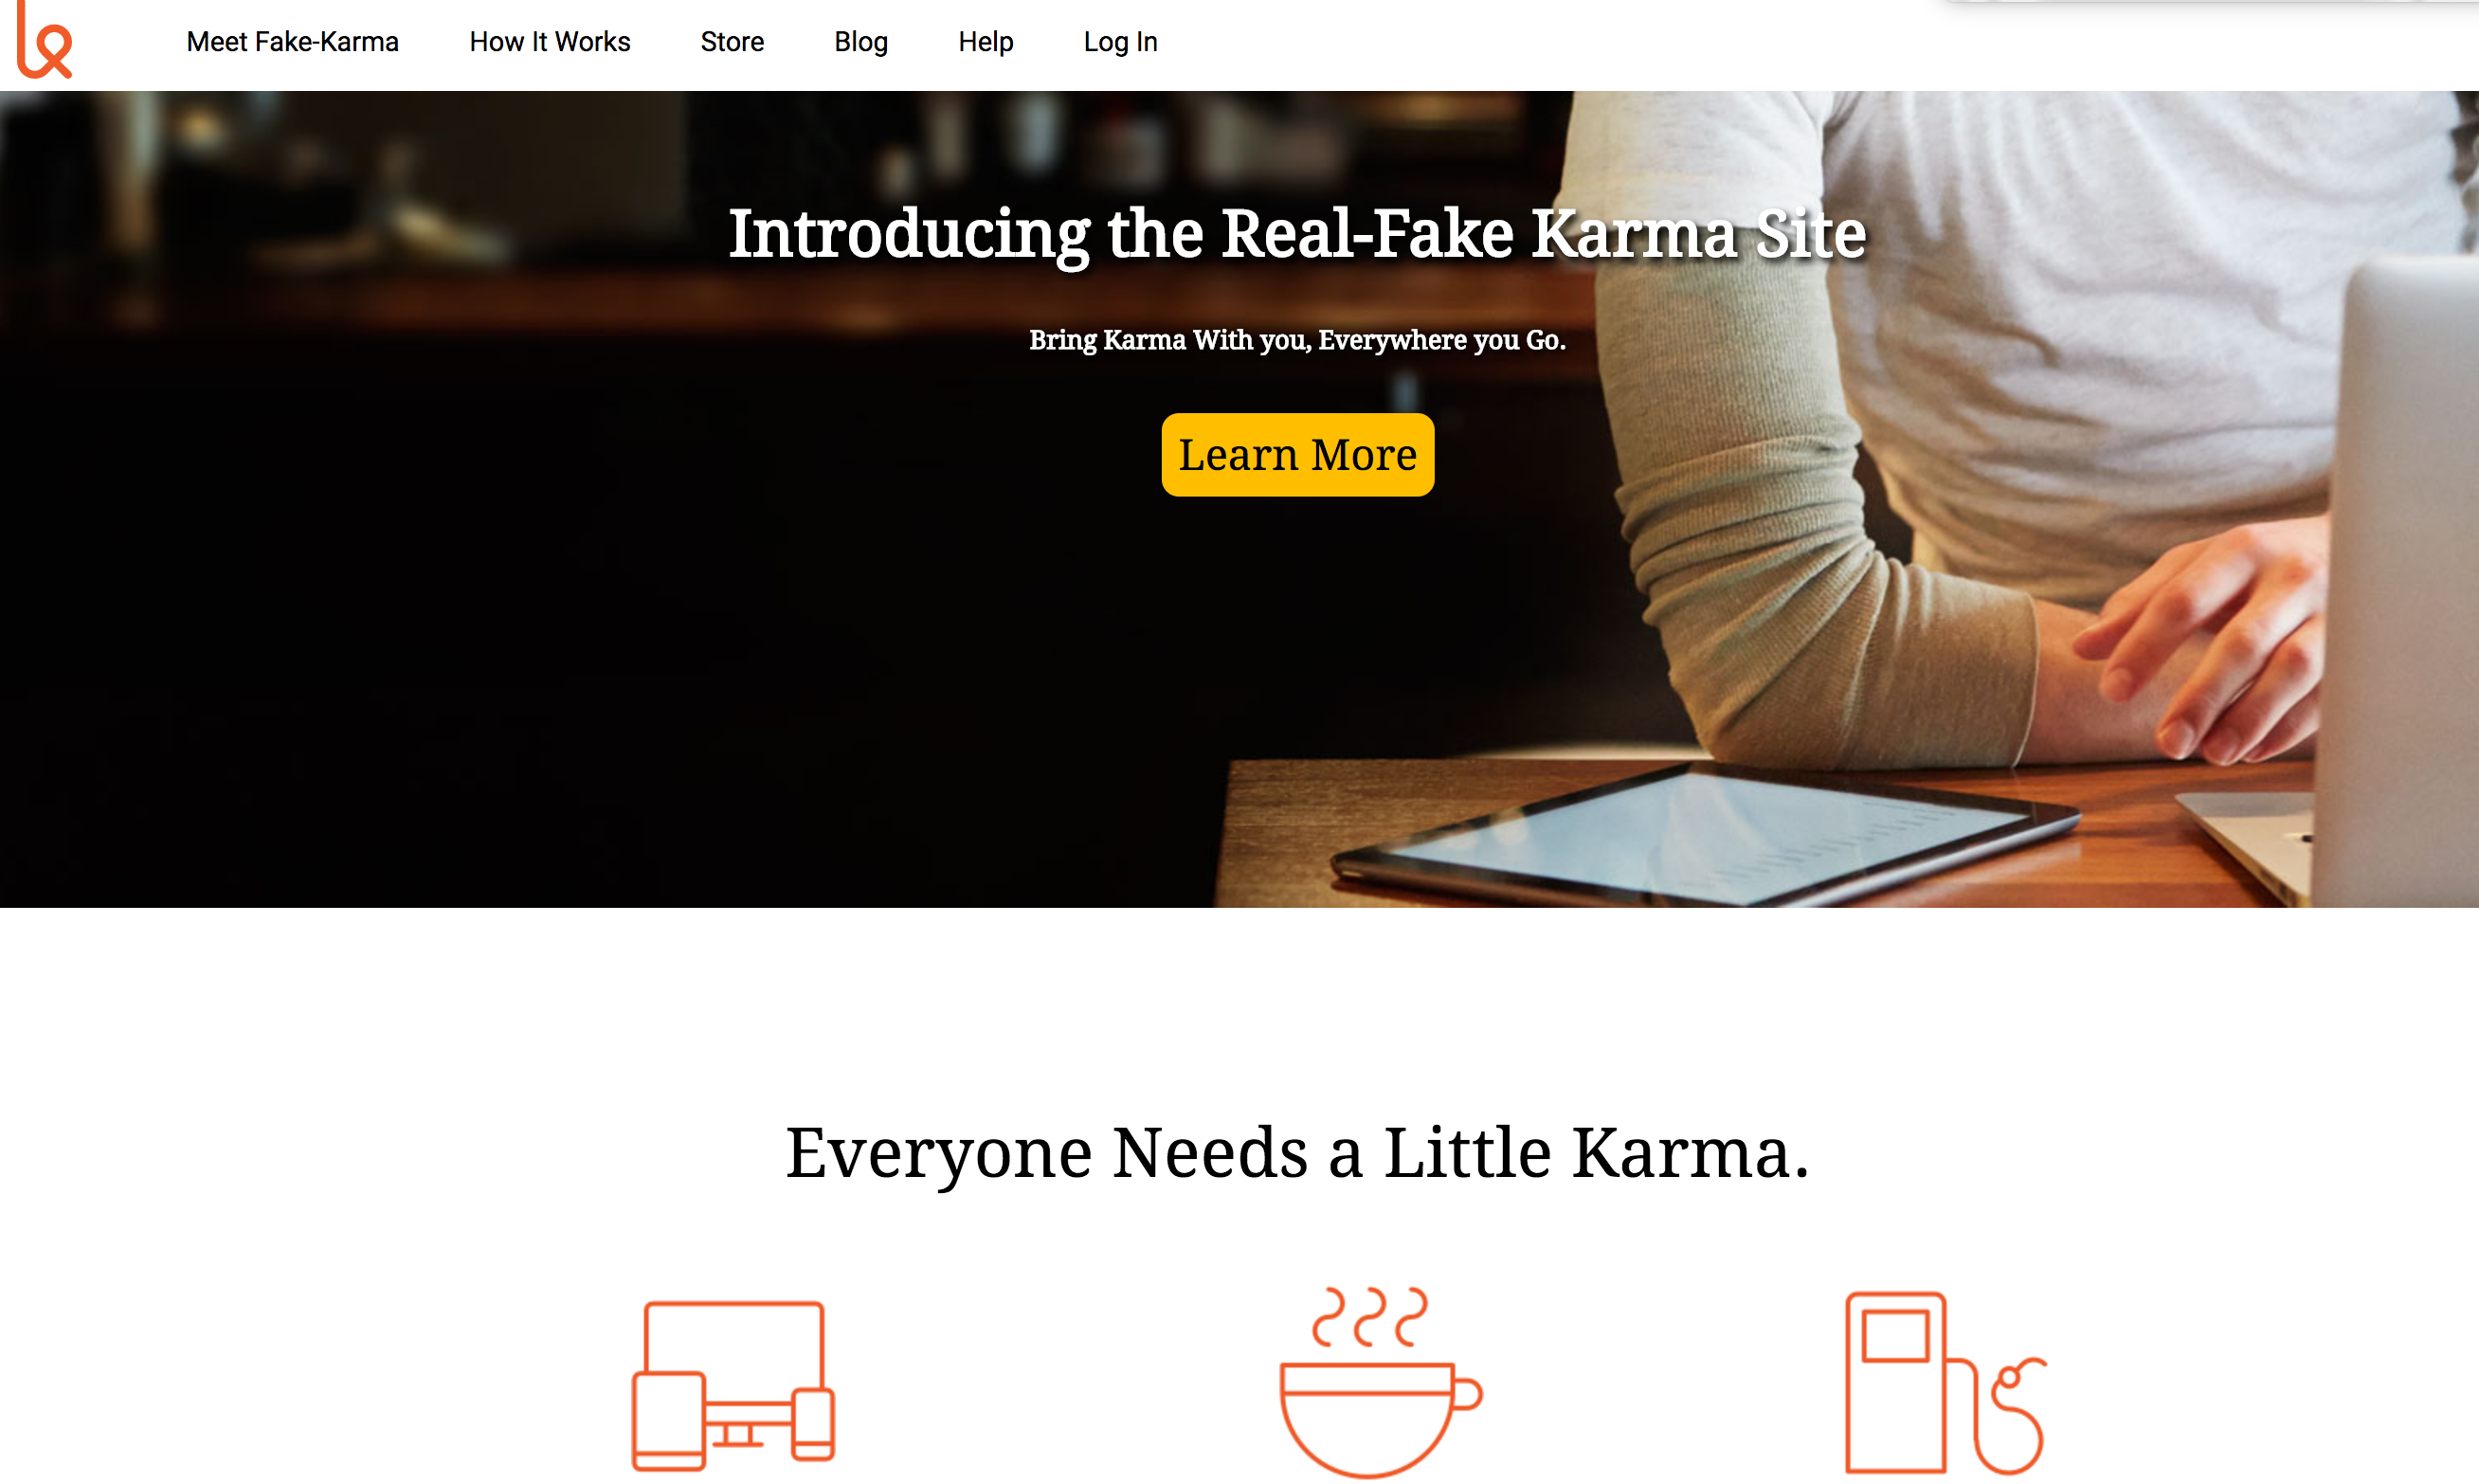 Meet Fake-Karma How It Works Store Blog Help Log In
Introducing the Real-Fake Karma Site
Bring Karma With you, Everywhere you Go.
Learn More
Everyone Needs a Little Karma.